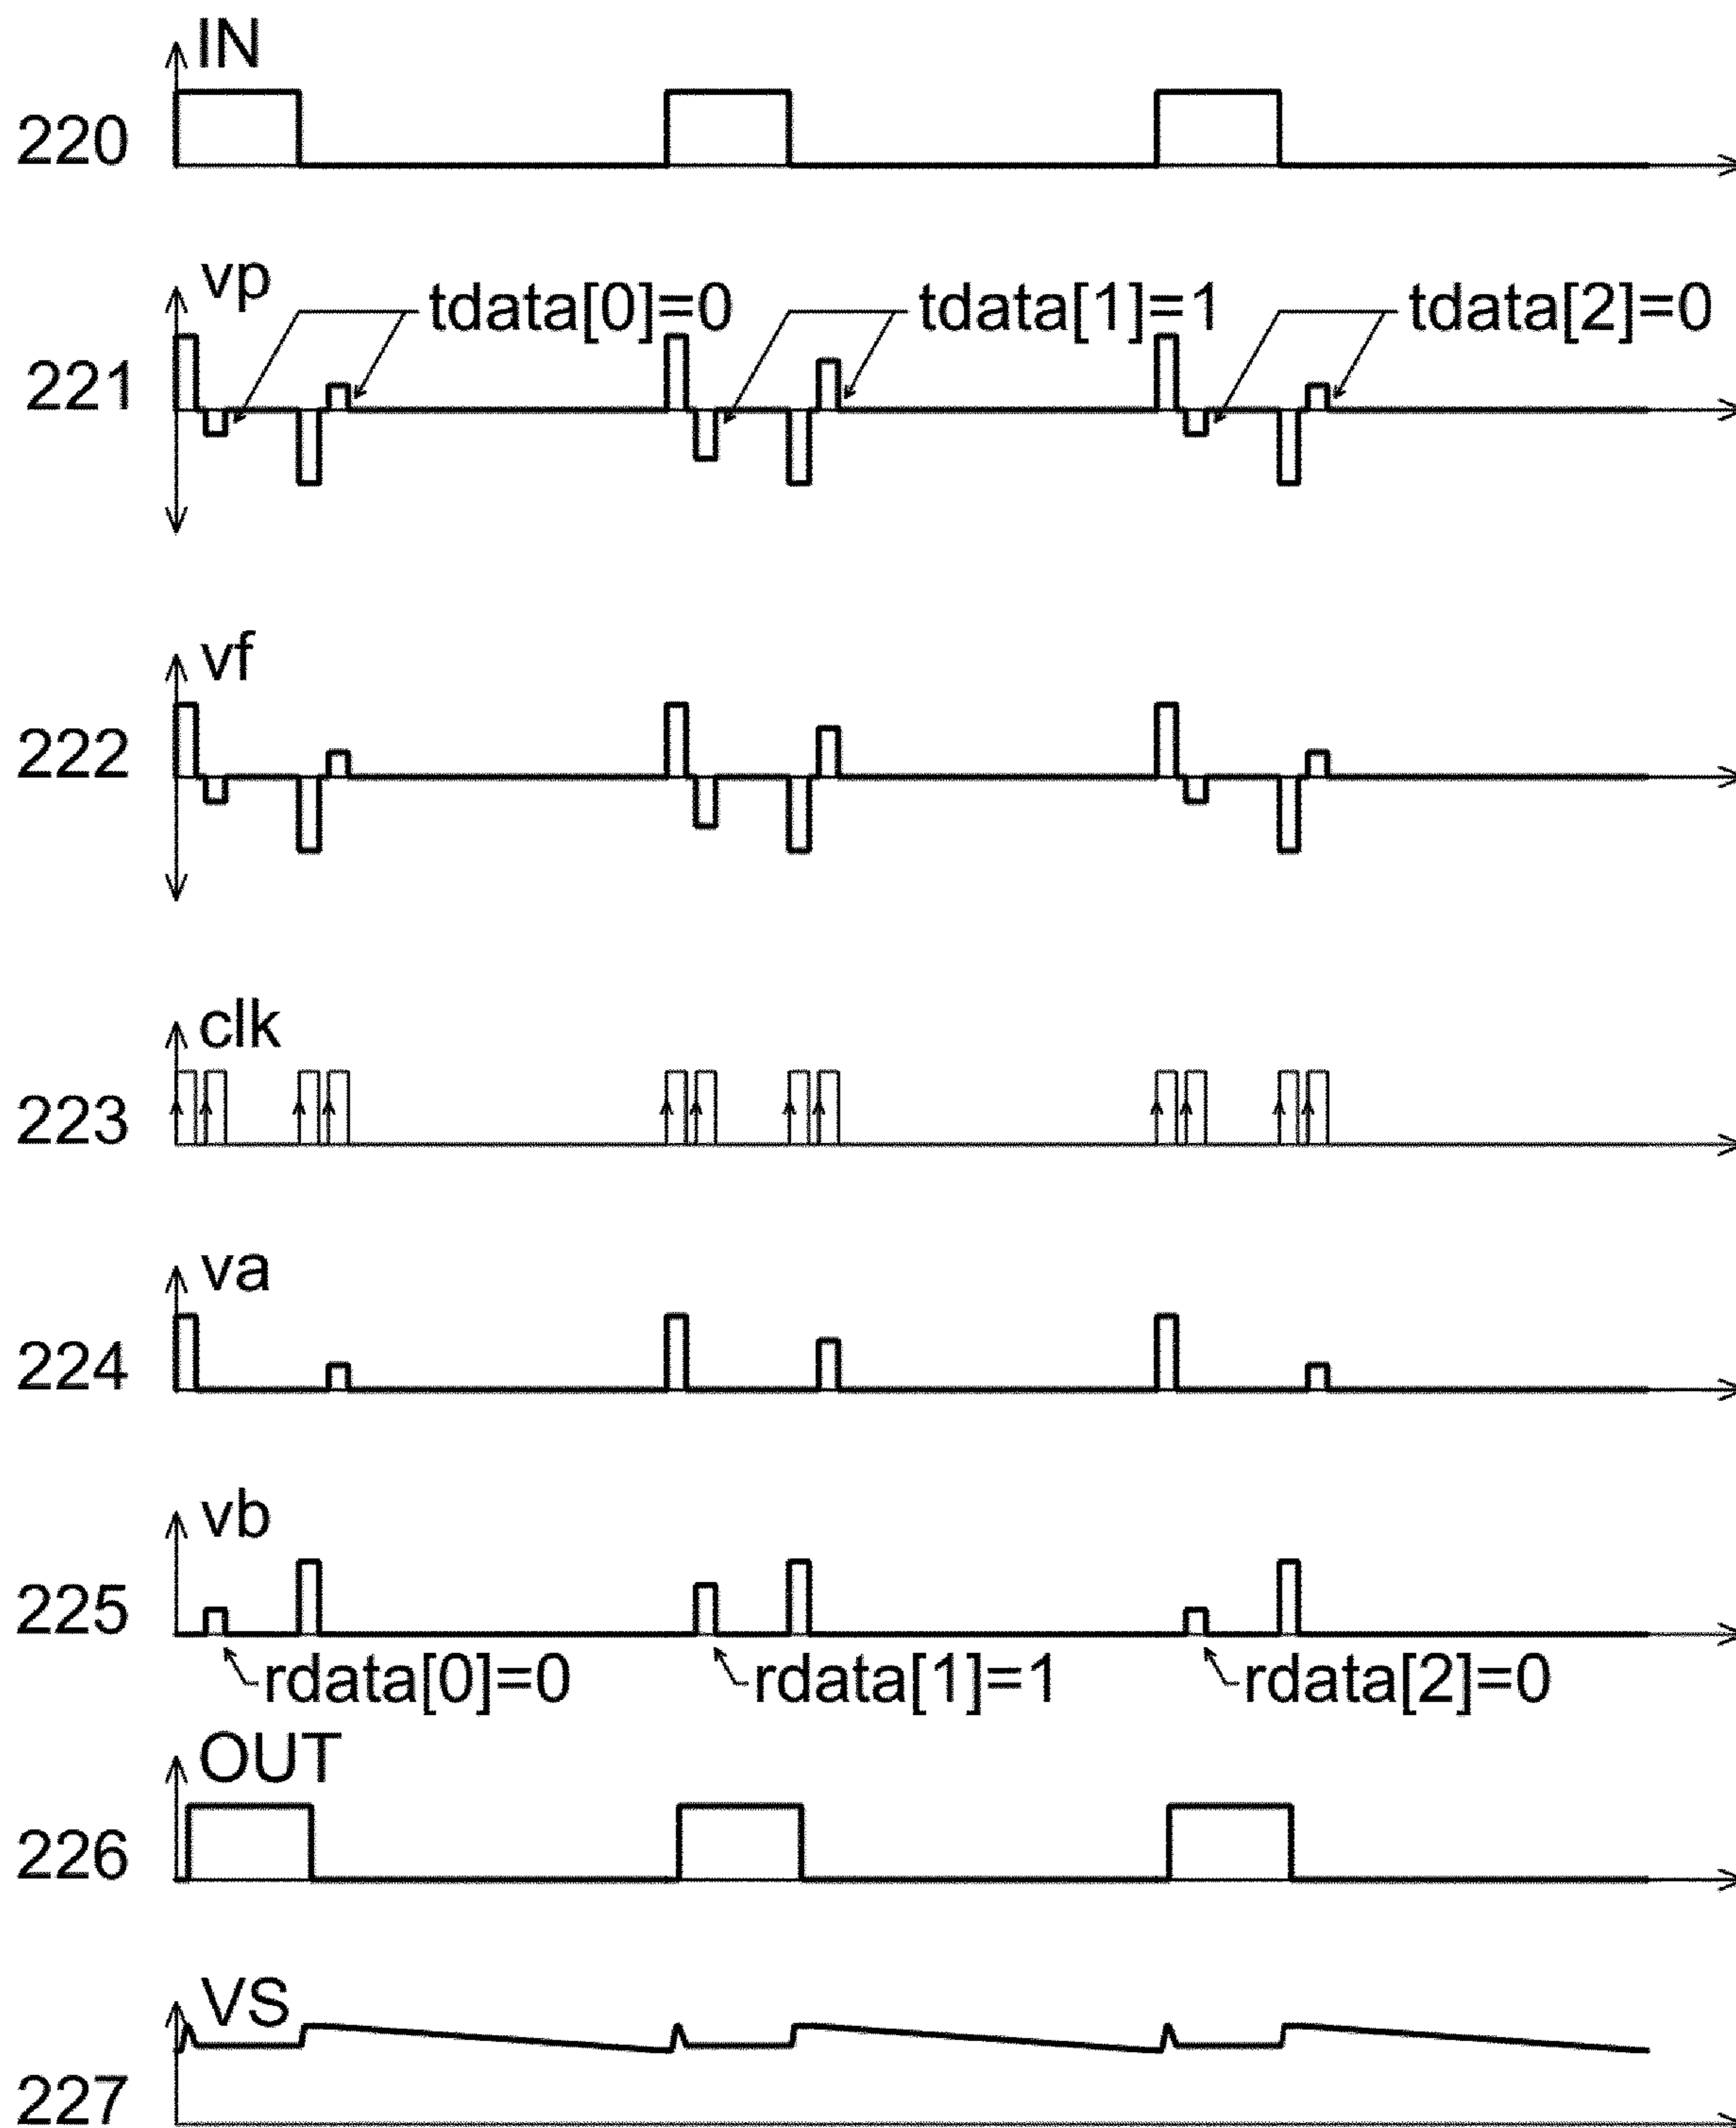 IN
220
vp
tdata[0]=0 tdata[1]=1 tdata[2]=0
221
vf
222
clk
223
va
224
vb
225
rdata[0]=0 rdata[1]=1 rdata[2]=0
OUT
226
VS
227